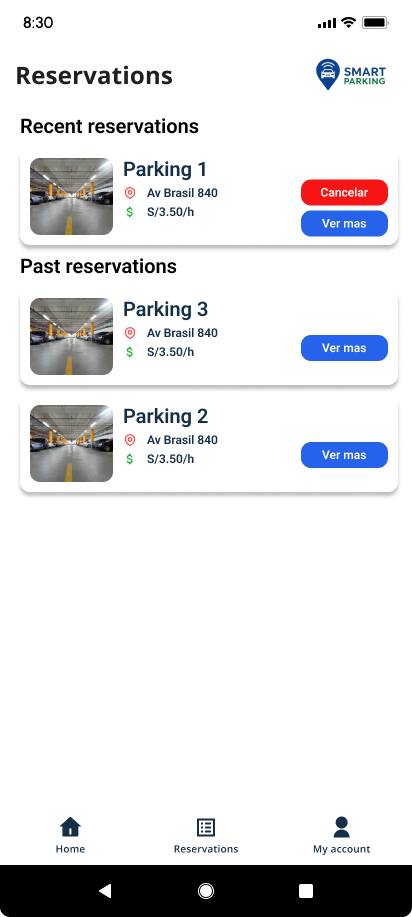 8:30
Reservations
SMART
PARKING
Recent reservations
Parking 1
Av Brasil 840
S/3.50/h
Cancelar
Ver mas
Past reservations
Parking 3
Av Brasil 840
S/3.50/h
Ver mas
Parking 2
Av Brasil 840
S/3.50/h
Ver mas
Home
Reservations
My account